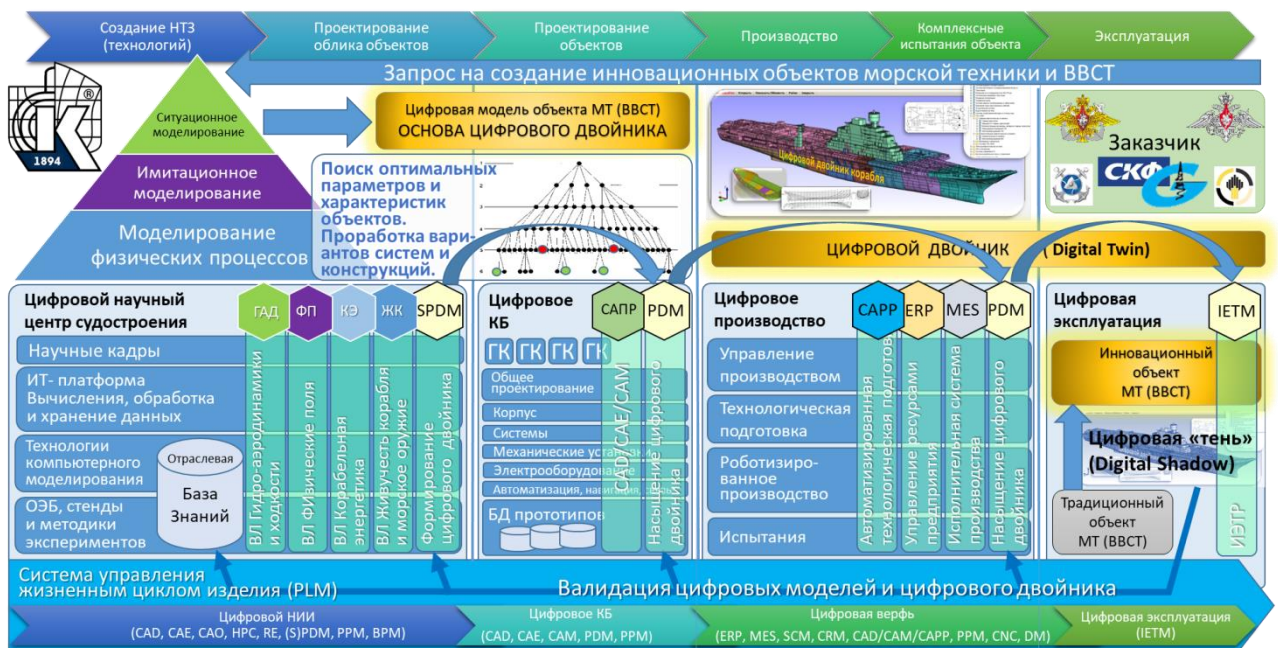 Создание НТЗ
(технологий)
Проектирование
облика объектов
Проектирование
объектов
Производство
Комплексные
испытания объекта
Эксплуатация
Запрос на создание инновационных объектов морской техники и ВВСТ
®
1894
Ситуационное
моделирование
Имитационное
моделирование
Моделирование
физических процессов
Цифровая модель объекта МТ (ВВСТ)
ОСНОВА ЦИФРОВОГО ДВОЙНИКА
Поиск оптимальных
параметров и
характеристик
объектов.
Проработка вари-
антов систем и
конструкций.
Цифровой двойник корабля
Заказчик
СКФ
ЦИФРОВОЙ ДВОЙНИК (Digital Twin)
Цифровой научный
центр судостроения
ГАД
ФП
КЭ
ЖК
SPDM
Научные кадры
ИТ- платформа
Вычисления, обработка
и хранение данных
Технологии
компьютерного
моделирования
ОЭБ, стенды
и методики
экспериментов
Отраслевая
База
Знаний
ВЛ Гидро-аэродинамики
и ходкости
ВЛ Физические поля
ВЛ Корабельная
энергетика
ВЛ Живучесть корабля
и морское оружие
Формирование
цифрового двойника
Цифровое
КБ
САПР
PDM
ГК ГК ГК ГК
Общее
проектирование
Корпус
Системы
Механические установки
Электрооборудование
Автоматизация, навигация,
БД прототипов
CAD/CAE/CAM
Насыщение цифрового
двойника
Цифровое
производство
CAPP
ERP
MES
PDM
Управление
производством
Технологическая
подготовка
Роботизиро-
ванное
производство
Испытания
Автоматизированная
технологическая подготов
Управление ресурсами
предприятия
Исполнительная система
производства
Насыщение цифрового
двойника
Цифровая
эксплуатация
IETM
Инновационный
объект
МТ (ВВСТ)
Цифровая «тень»
(Digital Shadow)
Традиционный
объект
МТ (ВВСТ)
ИЭТР
Система управления
жизненным циклом изделия (PLM)
Валидация цифровых моделей и цифрового двойника
Цифровой НИИ
(CAD, CAE, CAO, HPC, RE, (S)PDM, PPM, BPM)
Цифровое КБ
(CAD, CAE, CAM, PDM, PPM)
Цифровая верфь
(ERP, MES, SCM, CRM, CAD/CAM/CAPP, PPM, CNC, DM)
Цифровая эксплуатация
(IETM)